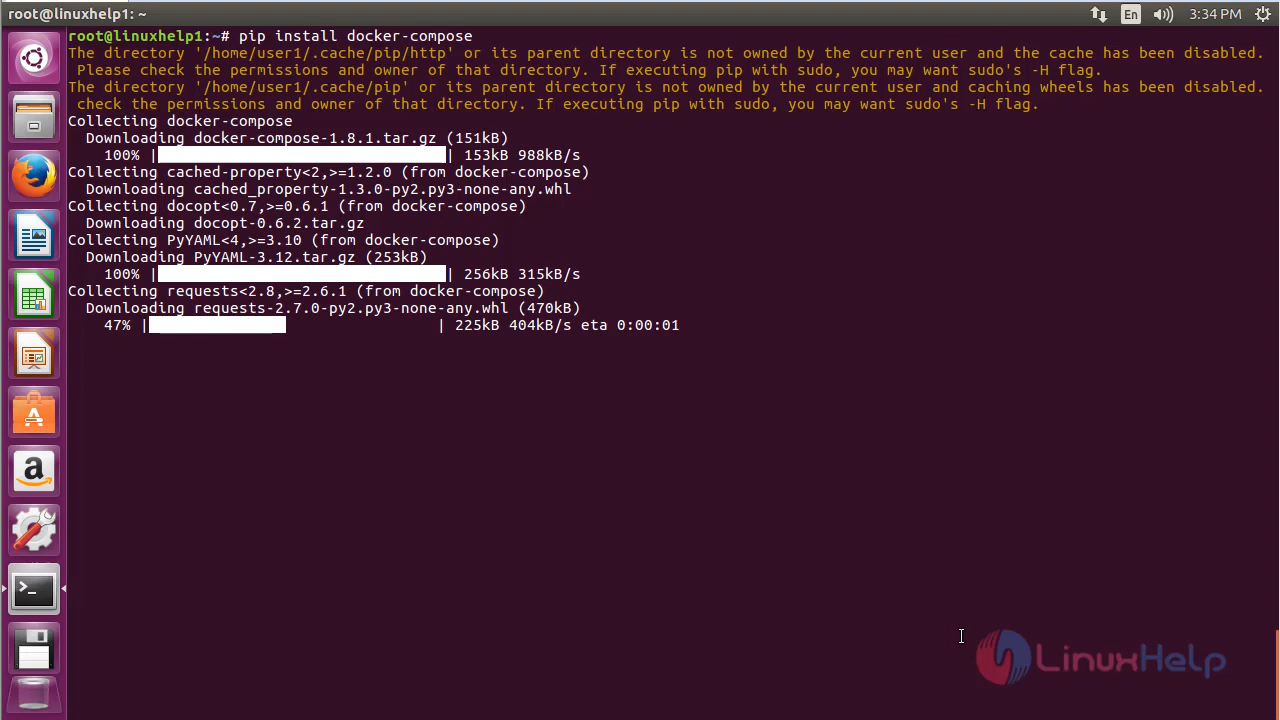 root@linuxhelp1: ~
En
3:34 PM
root@linuxhelp1:~# pip install docker-compose
The directory '/home/user1/.cache/pip/http' or its parent directory is not owned by the current user and the cache has been disabled.
Please check the permissions and owner of that directory. If executing pip with sudo, you may want sudo's -H flag.
The directory '/home/user1/.cache/pip' or its parent directory is not owned by the current user and caching wheels has been disabled.
check the permissions and owner of that directory. If executing pip with sudo, you may want sudo's -H flag.
Collecting docker-compose
Downloading docker-compose-1.8.1.tar.gz (151kB)
100% | | 153kB 988kB/s
Collecting cached-property<2,>=1.2.0 (from docker-compose)
Downloading cached_property-1.3.0-py2.py3-none-any.whl
Collecting docopt<0.7,>=0.6.1 (from docker-compose)
Downloading docopt-0.6.2.tar.gz
Collecting PyYAML<4,>=3.10 (from docker-compose)
Downloading PyYAML-3.12.tar.gz (253kB)
100% | | 256kB 315kB/s
Collecting requests<2.8,>=2.6.1 (from docker-compose)
Downloading requests-2.7.0-py2.py3-none-any.whl (470kB)
47% | | 225kB 404kB/s eta 0:00:01
LinuxHelp